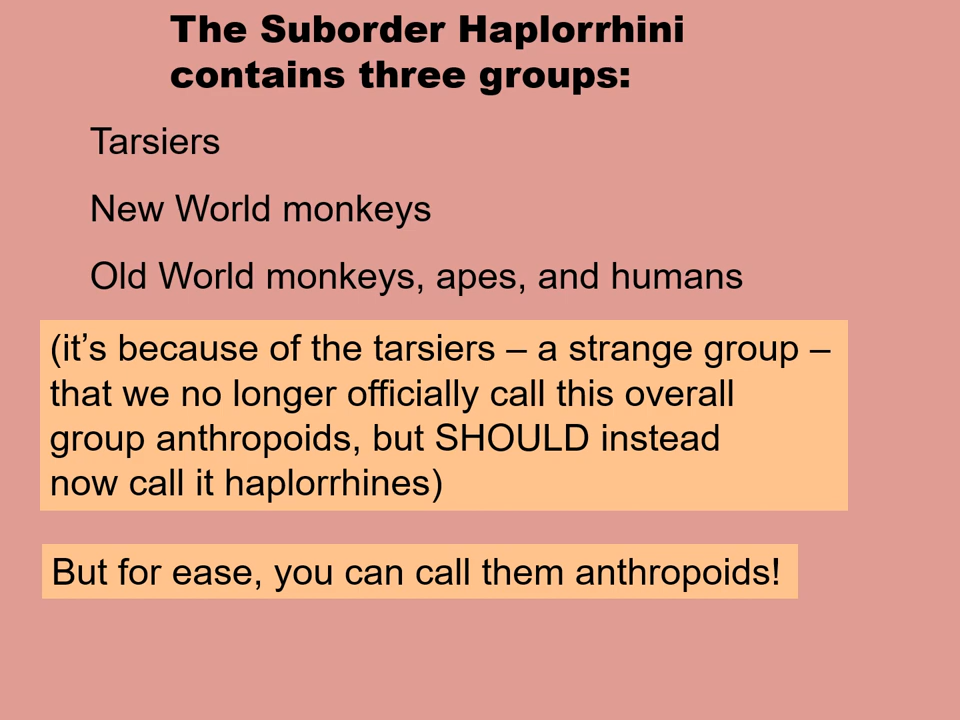 The Suborder Haplorrhini
contains three groups:
Tarsiers
New World monkeys
Old World monkeys, apes, and humans
(it’s because of the tarsiers – a strange group –
that we no longer officially call this overall
group anthropoids, but SHOULD instead
now call it haplorrhines)
But for ease, you can call them anthropoids!